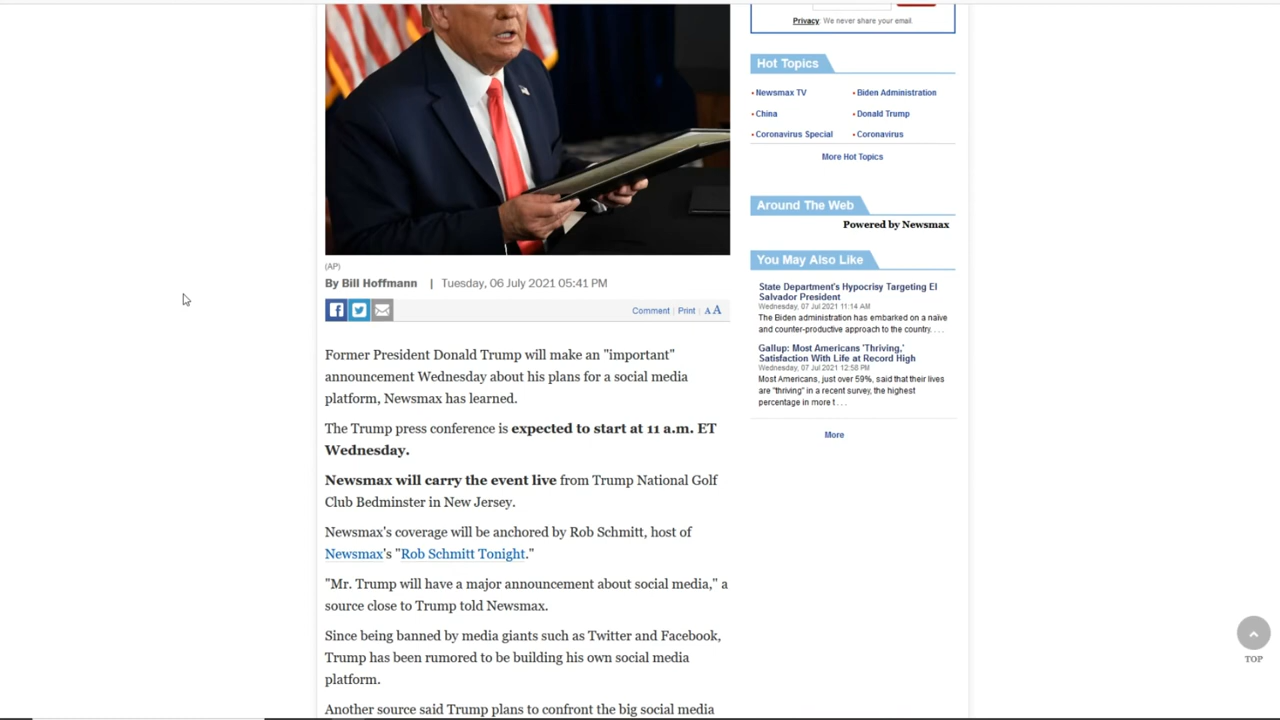 Privacy: We never share your email.
Hot Topics
• Newsmax TV
• Biden Administration
• China
• Donald Trump
• Coronavirus Special
• Coronavirus
More Hot Topics
Around The Web
Powered by Newsmax
You May Also Like
State Department's Hypocrisy Targeting El
Salvador President
Wednesday, 07 Jul 2021 11:14 AM
The Biden administration has embarked on a naïve
and counter-productive approach to the country. . . .
Gallup: Most Americans 'Thriving,'
Satisfaction With Life at Record High
Wednesday, 07 Jul 2021 12:58 PM
Most Americans, just over 59%, said that their lives
are "thriving" in a recent survey, the highest
percentage in more t . . .
More
(AP)
By Bill Hoffmann | Tuesday, 06 July 2021 05:41 PM
Comment | Print | A A
Former President Donald Trump will make an "important"
announcement Wednesday about his plans for a social media
platform, Newsmax has learned.
The Trump press conference is expected to start at 11 a.m. ET
Wednesday.
Newsmax will carry the event live from Trump National Golf
Club Bedminster in New Jersey.
Newsmax's coverage will be anchored by Rob Schmitt, host of
Newsmax's "Rob Schmitt Tonight."
"Mr. Trump will have a major announcement about social media," a
source close to Trump told Newsmax.
Since being banned by media giants such as Twitter and Facebook,
Trump has been rumored to be building his own social media
platform.
Another source said Trump plans to confront the big social media
TOP